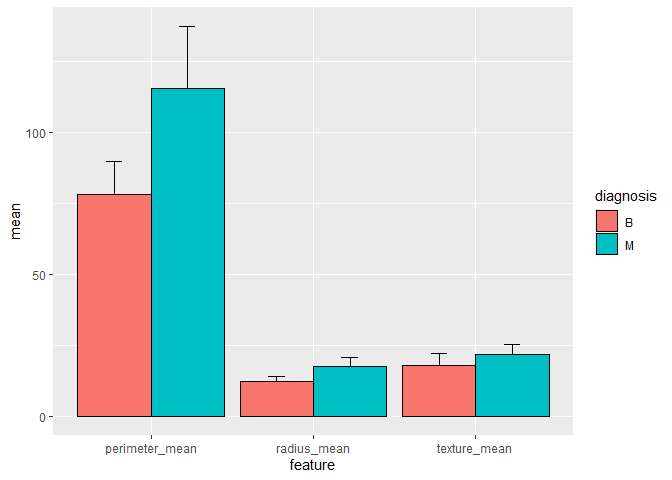 mean
100
50
0
perimeter_mean
radius_mean
texture_mean
feature
diagnosis
B
M